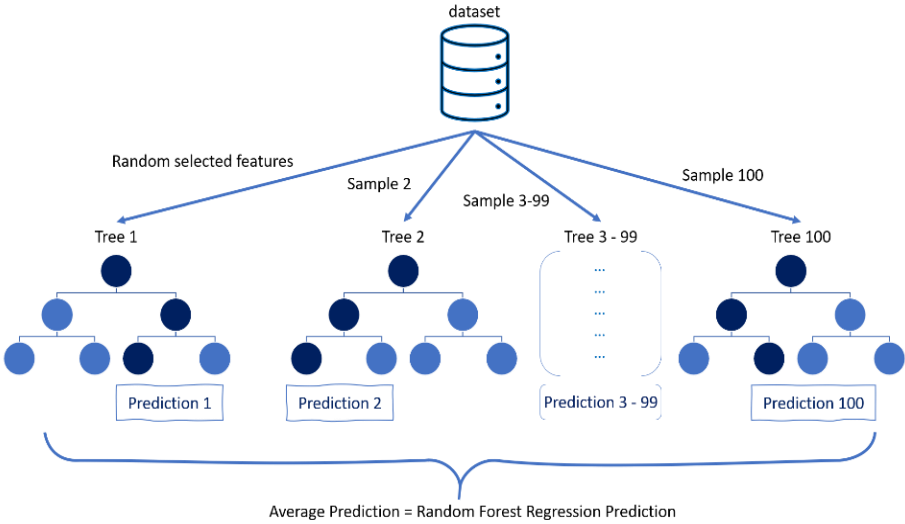 dataset
Random selected features
Sample 2
Sample 3-99
Sample 100
Tree 1
Tree 2
Tree 3 - 99
Tree 100
...
...
...
...
...
Prediction 1
Prediction 2
Prediction 3 - 99
Prediction 100
Average Prediction = Random Forest Regression Prediction